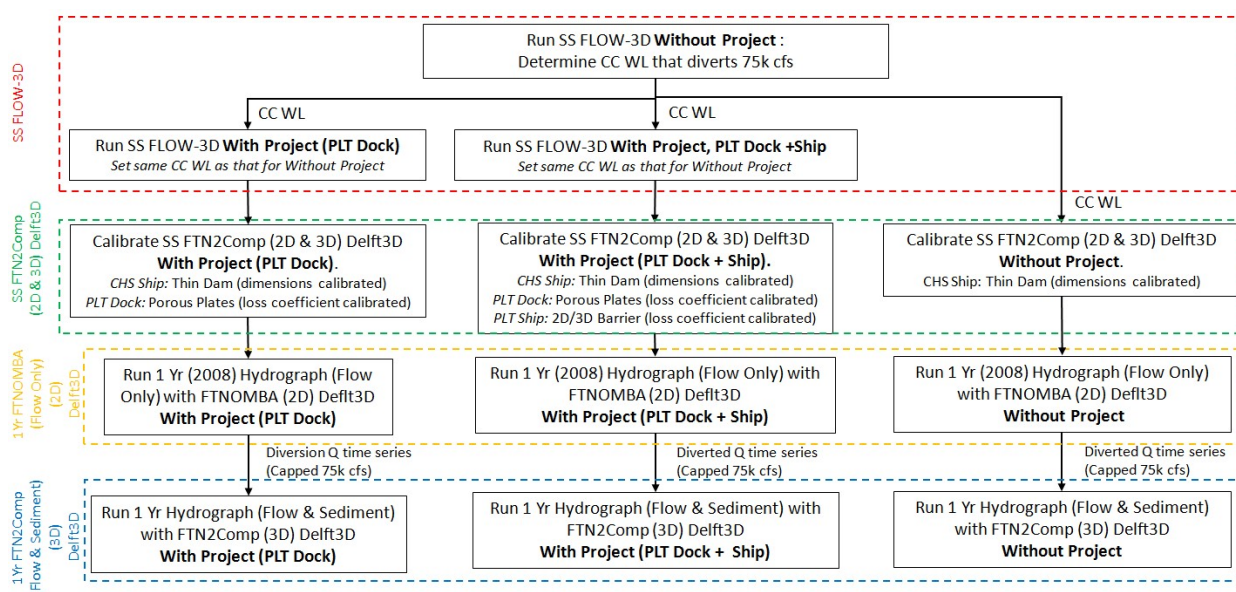 SS FLOW-3D
Run SS FLOW-3D Without Project :
Determine CC WL that diverts 75k cfs
CC WL
CC WL
Run SS FLOW-3D With Project (PLT Dock)
Set same CC WL as that for Without Project
Run SS FLOW-3D With Project, PLT Dock +Ship
Set same CC WL as that for Without Project
CC WL
SS FTN2Comp
(2D & 3D) Delft3D
Calibrate SS FTN2Comp (2D & 3D) Delft3D
With Project (PLT Dock).
CHS Ship: Thin Dam (dimensions calibrated)
PLT Dock: Porous Plates (loss coefficient calibrated)
Calibrate SS FTN2Comp (2D & 3D) Delft3D
With Project (PLT Dock + Ship).
CHS Ship: Thin Dam (dimensions calibrated)
PLT Dock: Porous Plates (loss coefficient calibrated)
PLT Ship: 2D/3D Barrier (loss coefficient calibrated)
Calibrate SS FTN2Comp (2D & 3D) Delft3D
Without Project.
CHS Ship: Thin Dam (dimensions calibrated)
1Yr FTNOMBA
(Flow Only)
(2D)
Delft3D
Run 1 Yr (2008) Hydrograph (Flow
Only) with FTNOMBA (2D) Deflt3D
With Project (PLT Dock)
Run 1 Yr (2008) Hydrograph (Flow Only) with
FTNOMBA (2D) Deflt3D
With Project (PLT Dock + Ship)
Run 1 Yr (2008) Hydrograph (Flow Only)
with FTNOMBA (2D) Deflt3D
Without Project
Diversion Q time series
(Capped 75k cfs)
Diverted Q time series
(Capped 75k cfs)
Diverted Q time series
(Capped 75k cfs)
1Yr FTN2Comp
Flow & Sediment)
(3D)
Delft3D
Run 1 Yr Hydrograph (Flow & Sediment)
with FTN2Comp (3D) Delft3D
With Project (PLT Dock)
Run 1 Yr Hydrograph (Flow & Sediment) with
FTN2Comp (3D) Delft3D
With Project (PLT Dock + Ship)
Run 1 Yr Hydrograph (Flow & Sediment)
with FTN2Comp (3D) Delft3D
Without Project